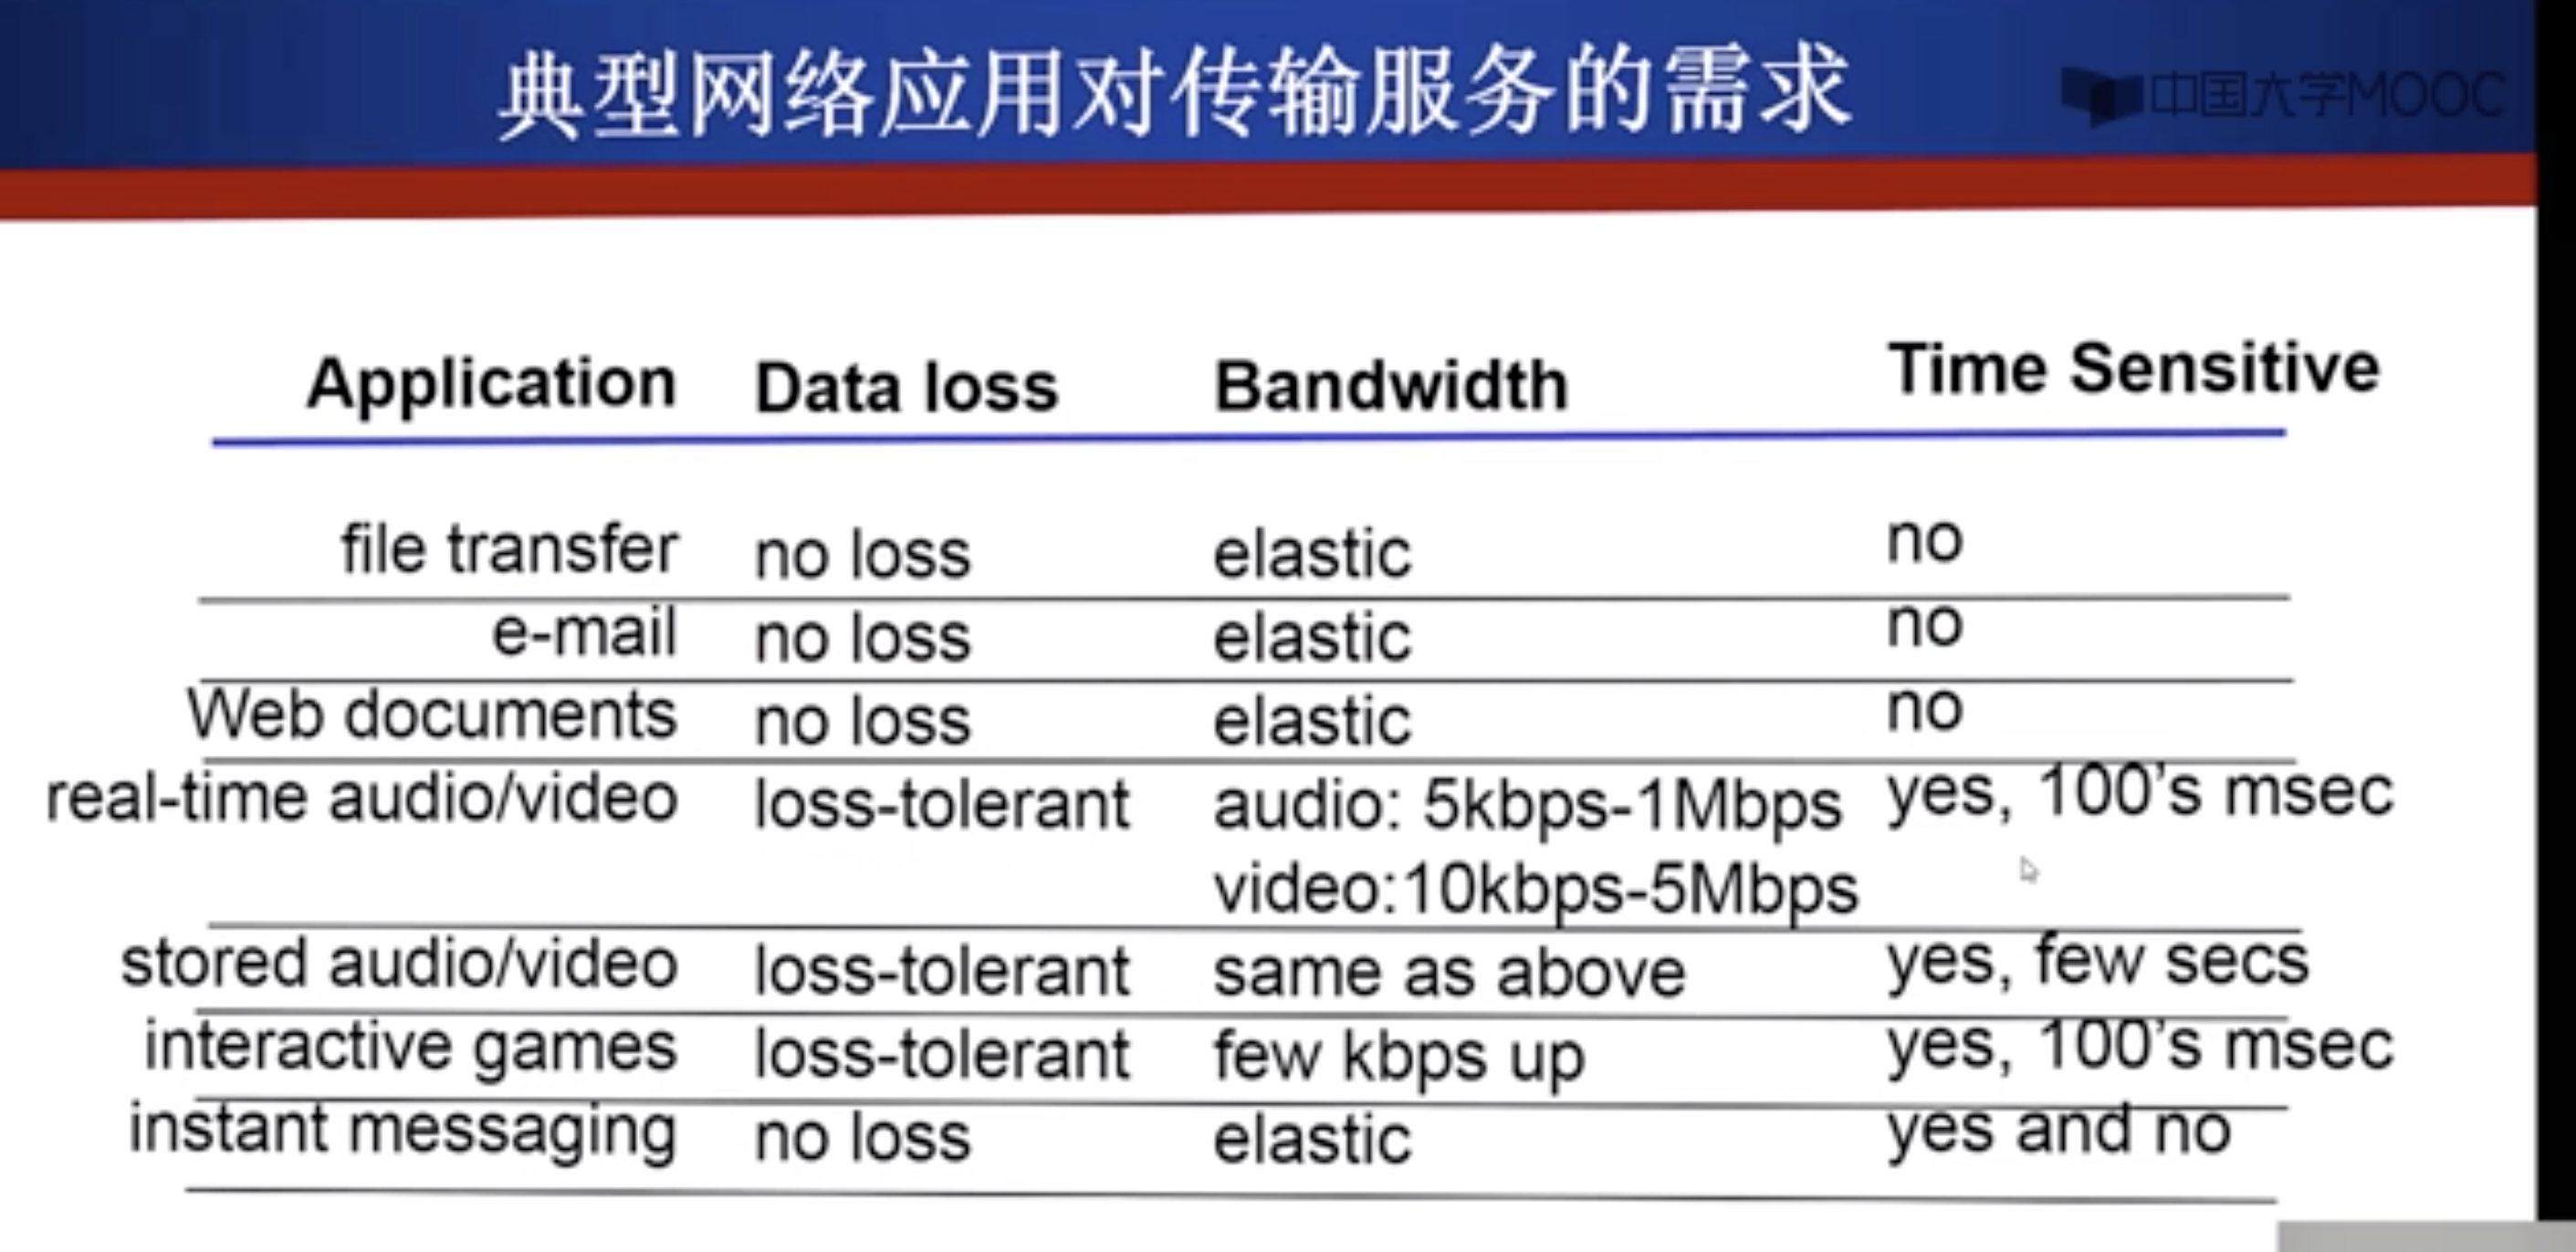 典型网络应用对传输服务的需求
中国大学MOOC
Application Data loss Bandwidth Time Sensitive
file transfer no loss elastic no
e-mail no loss elastic no
Web documents no loss elastic no
real-time audio/video loss-tolerant audio: 5kbps-1Mbps yes, 100's msec
video:10kbps-5Mbps
stored audio/video loss-tolerant same as above yes, few secs
interactive games loss-tolerant few kbps up yes, 100's msec
instant messaging no loss elastic yes and no